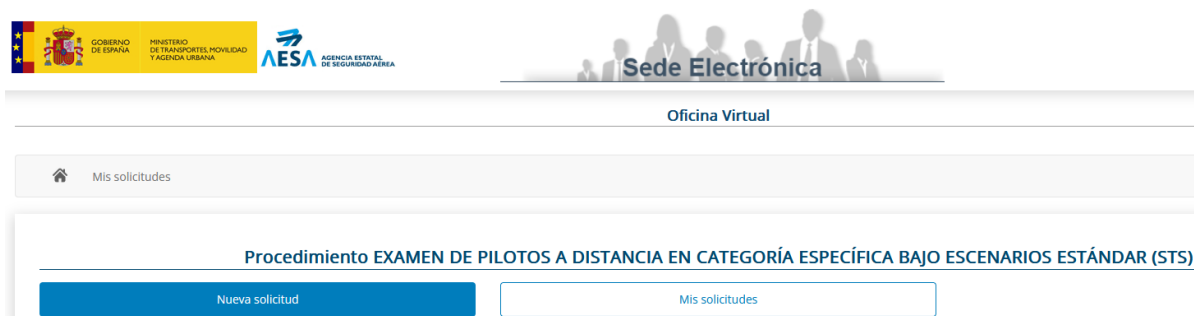 GOBIERNO
DE ESPAÑA
MINISTERIO
DE TRANSPORTES, MOVILIDAD
Y AGENDA URBANA
AESA AGENCIA ESTATAL
DE SEGURIDAD AÉREA
Sede Electrónica
Oficina Virtual
Mis solicitudes
Procedimiento EXAMEN DE PILOTOS A DISTANCIA EN CATEGORÍA ESPECÍFICA BAJO ESCENARIOS ESTÁNDAR (STS)
Nueva solicitud
Mis solicitudes